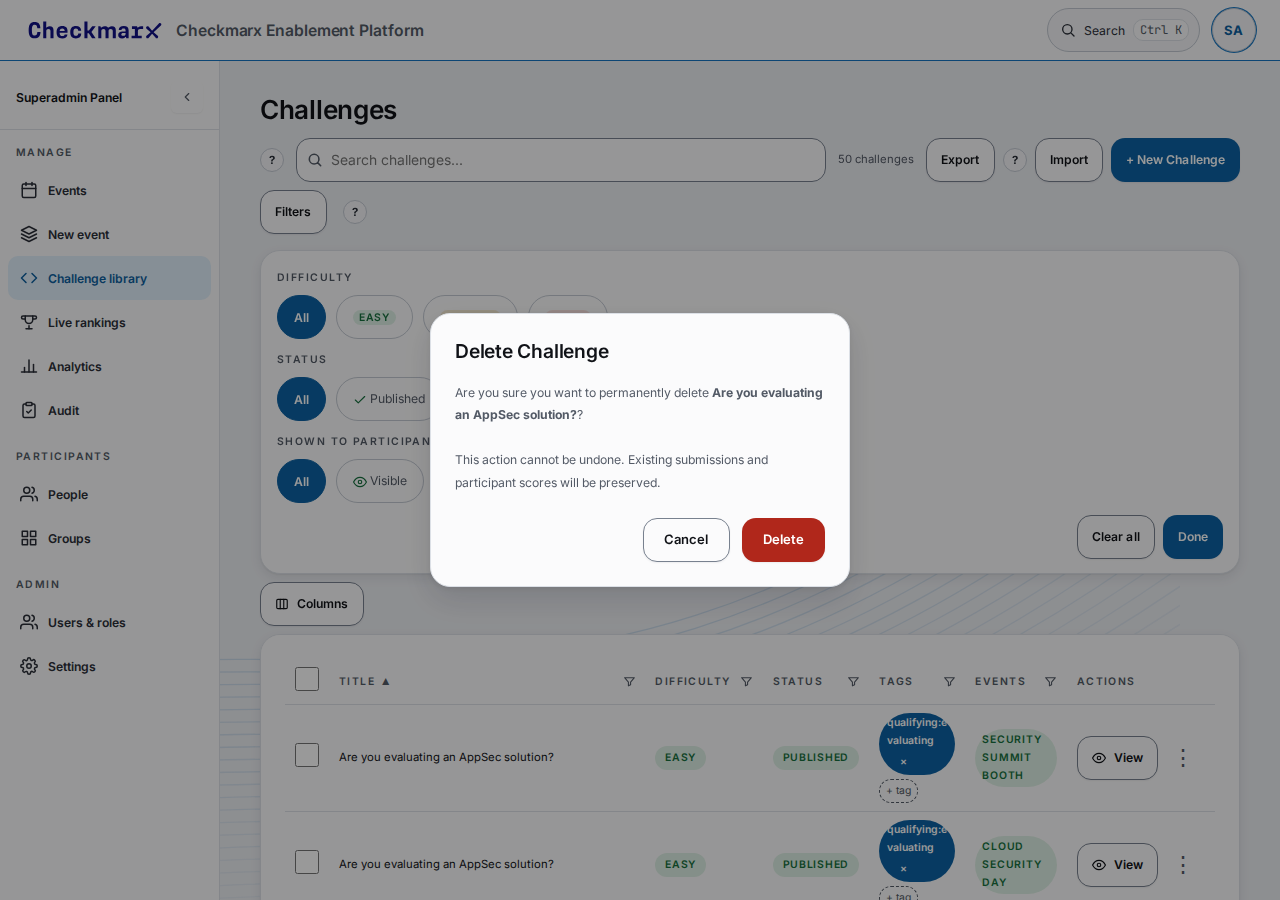 Checkmarx Checkmarx Enablement Platform Search Ctrl K SA
Superadmin Panel
MANAGE
Events
New event
Challenge library
Live rankings
Analytics
Audit
PARTICIPANTS
People
Groups
ADMIN
Users & roles
Settings
Challenges
? Search challenges... 50 challenges Export ? Import + New Challenge
Filters ?
DIFFICULTY
All EASY
STATUS
All Published
SHOWN TO PARTICIPAN
All Visible
Clear all Done
Delete Challenge
Are you sure you want to permanently delete Are you evaluating
an AppSec solution??
This action cannot be undone. Existing submissions and
participant scores will be preserved.
Cancel Delete
Columns
TITLE ▲ DIFFICULTY STATUS TAGS EVENTS ACTIONS
Are you evaluating an AppSec solution? EASY PUBLISHED
qualifying:e
valuating
×
+ tag
SECURITY
SUMMIT
BOOTH
View
Are you evaluating an AppSec solution? EASY PUBLISHED
qualifying:e
valuating
×
+ tag
CLOUD
SECURITY
DAY
View